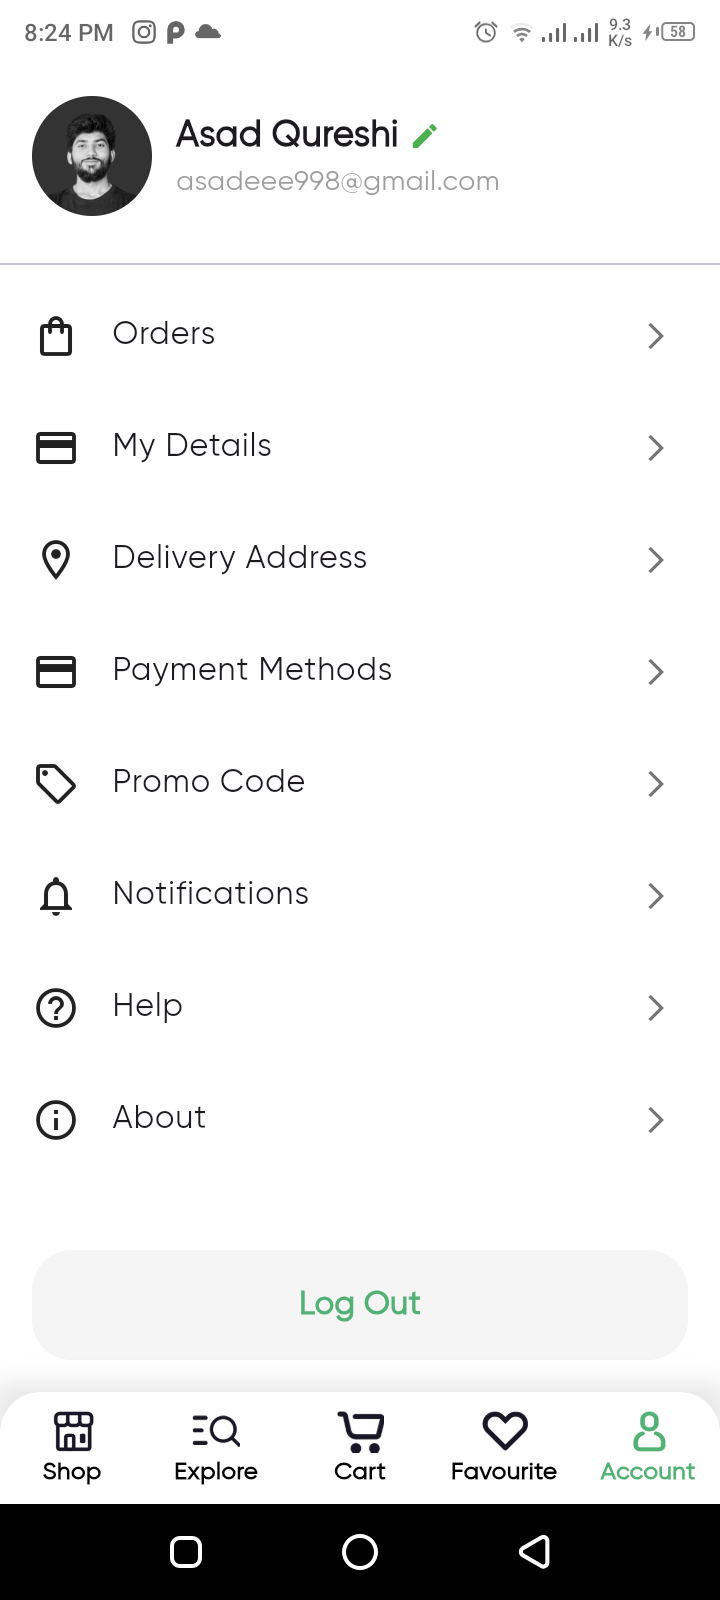 8:24 PM
9.3
K/s
58
Asad Qureshi
asadeee998@gmail.com
Orders
My Details
Delivery Address
Payment Methods
Promo Code
Notifications
Help
About
Log Out
Shop
Explore
Cart
Favourite
Account